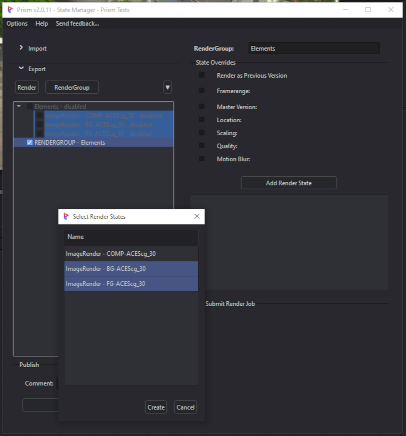 Prism v2.0.11 - State Manager - Prism Tests
Options Help Send feedback...
Import
Export
Render RenderGroup
Elements - disabled
RENDERGROUP - Elements
RenderGroup: Elements
State Overrides
Render as Previous Version
Framerange:
Master Version:
Location:
Scaling:
Quality:
Motion Blur:
Add Render State
Submit Render Job
Select Render States
Name
ImageRender - COMP-ACEScg_30
ImageRender - BG-ACEScg_30
ImageRender - FG-ACEScg_30
Create Cancel
Publish
Comment: